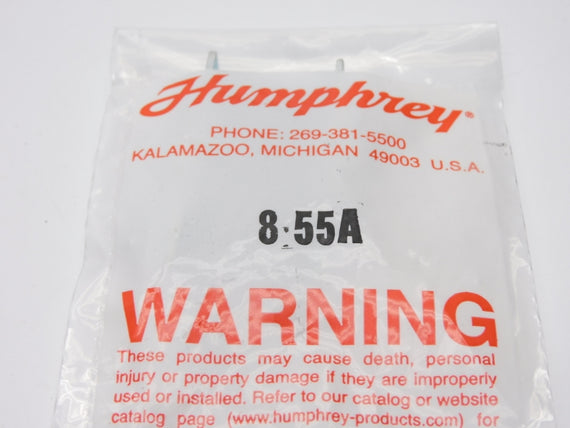 Humphrey®
PHONE: 269-381-5500
KALAMAZOO, MICHIGAN 49003 U.S.A.
8-55A
WARNING
These products may cause death, personal
injury or property damage if they are improperly
used or installed. Refer to our catalog or website
catalog page (www.humphrey-products.com) for